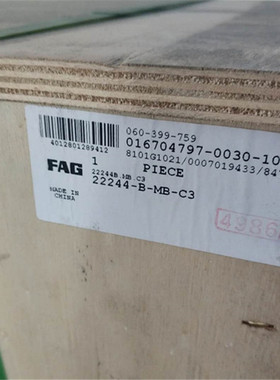 060-399-759
016704797-0030-10
4012801289412
8101G1021/0007019433/84
FAG
1
PIECE
22244B.MB.C3
22244-B-MB-C3
MADE IN
CHINA
4386